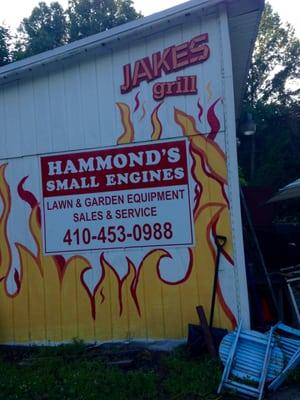 JAKES
grill
HAMMOND'S
SMALL ENGINES
LAWN & GARDEN EQUIPMENT
SALES & SERVICE
410-453-0988